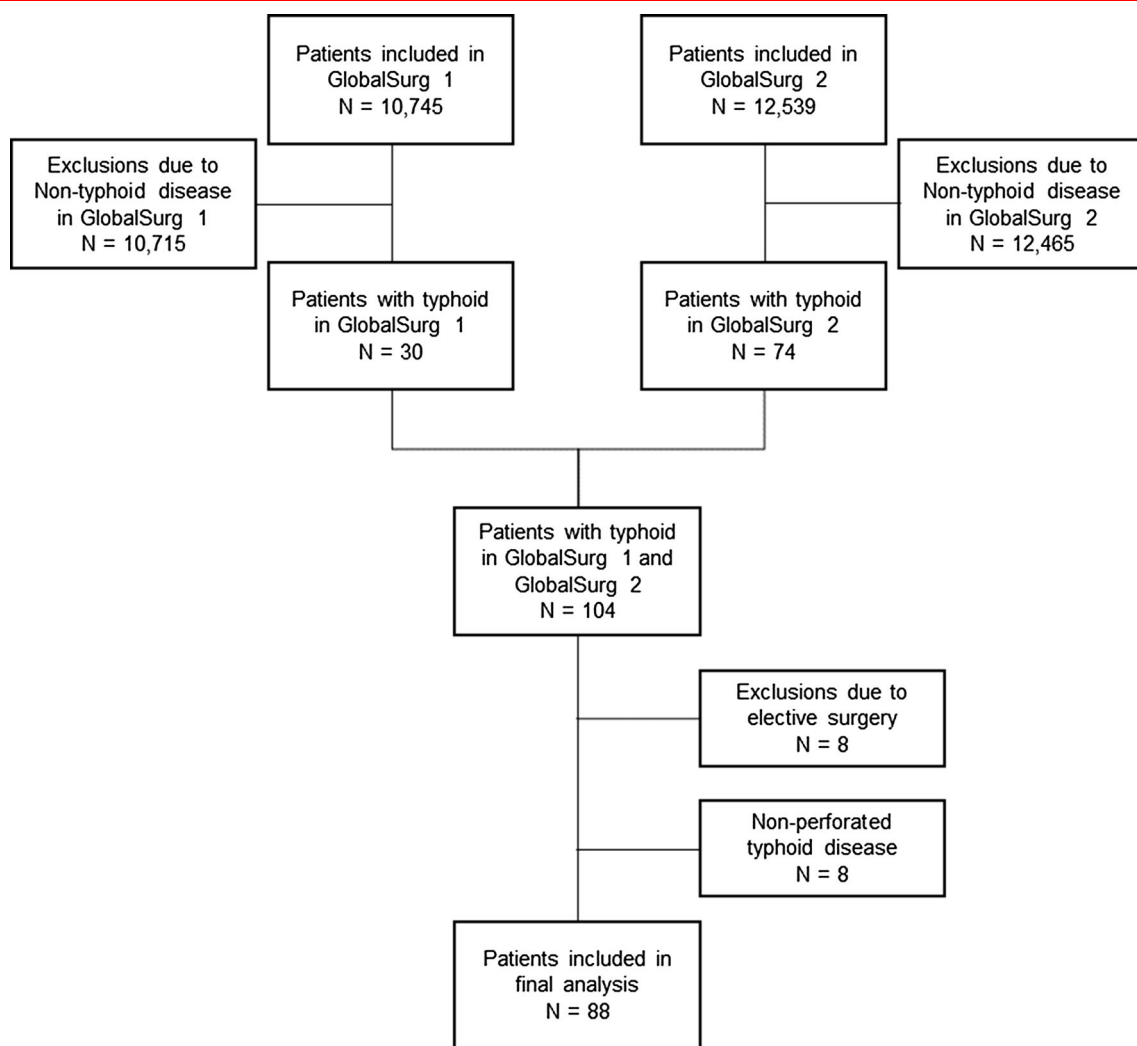 Patients included in
GlobalSurg 1
N = 10,745
Patients included in
GlobalSurg 2
N = 12,539
Exclusions due to
Non-typhoid disease
in GlobalSurg 1
N = 10,715
Exclusions due to
Non-typhoid disease
in GlobalSurg 2
N = 12,465
Patients with typhoid
in GlobalSurg 1
N = 30
Patients with typhoid
in GlobalSurg 2
N = 74
Patients with typhoid
in GlobalSurg 1 and
GlobalSurg 2
N = 104
Exclusions due to
elective surgery
N = 8
Non-perforated
typhoid disease
N = 8
Patients included in
final analysis
N = 88